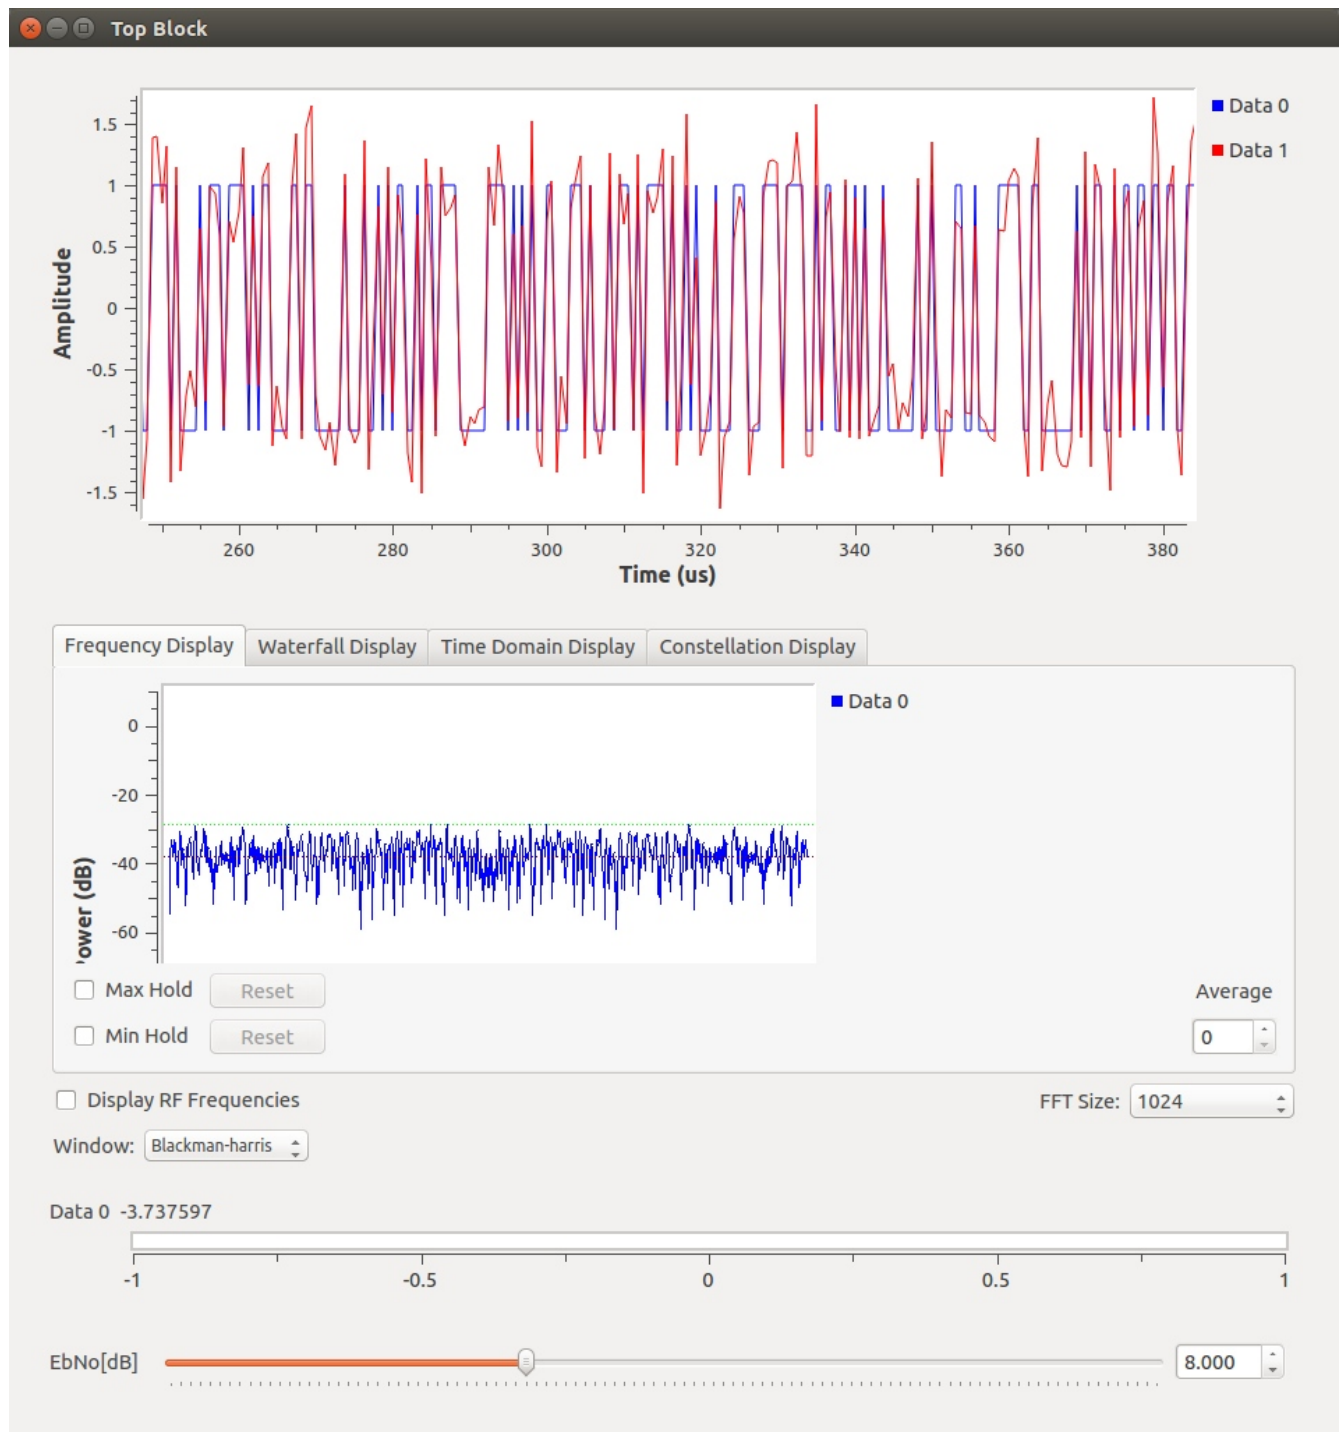 Top Block
Data 0
Data 1
1.5
1
0.5
0
-0.5
-1
-1.5
Amplitude
260 280 300 320 340 360 380
Time (us)
Frequency Display Waterfall Display Time Domain Display Constellation Display
Data 0
0
-20
-40
-60
Power (dB)
Max Hold Reset
Average
Min Hold Reset
0
Display RF Frequencies
FFT Size: 1024
Window: Blackman-harris
Data 0 -3.737597
-1 -0.5 0 0.5 1
EbNo[dB] 8.000